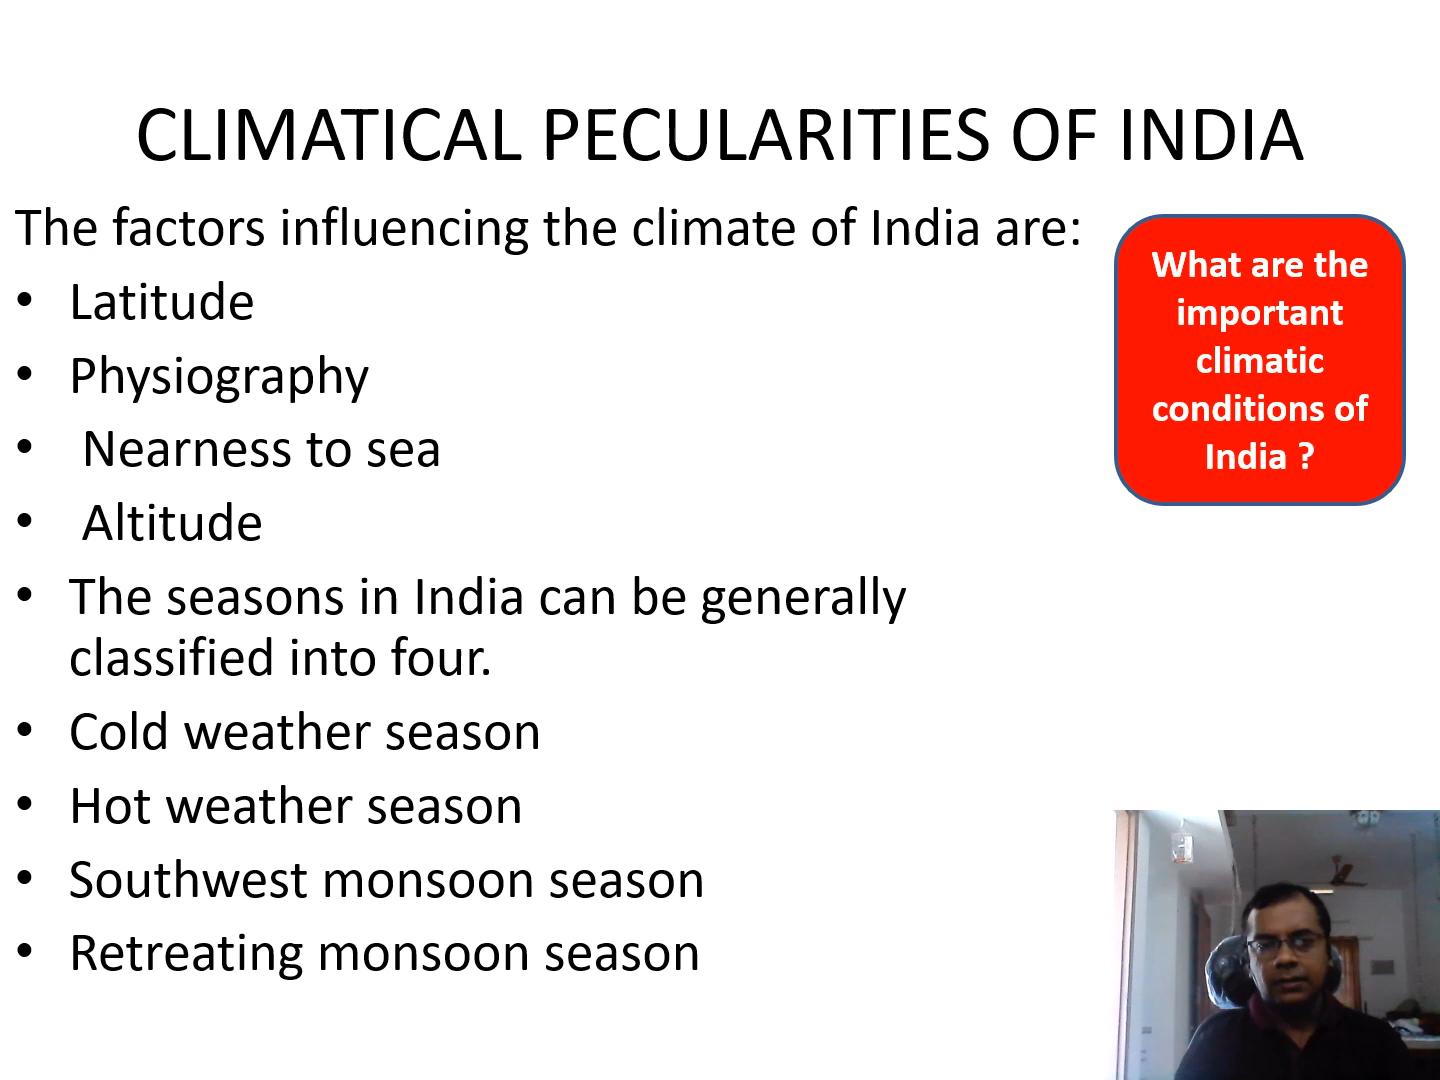 CLIMATICAL PECULARITIES OF INDIA
The factors influencing the climate of India are:
• Latitude
• Physiography
• Nearness to sea
• Altitude
• The seasons in India can be generally
classified into four.
• Cold weather season
• Hot weather season
• Southwest monsoon season
• Retreating monsoon season
What are the
important
climatic
conditions of
India ?